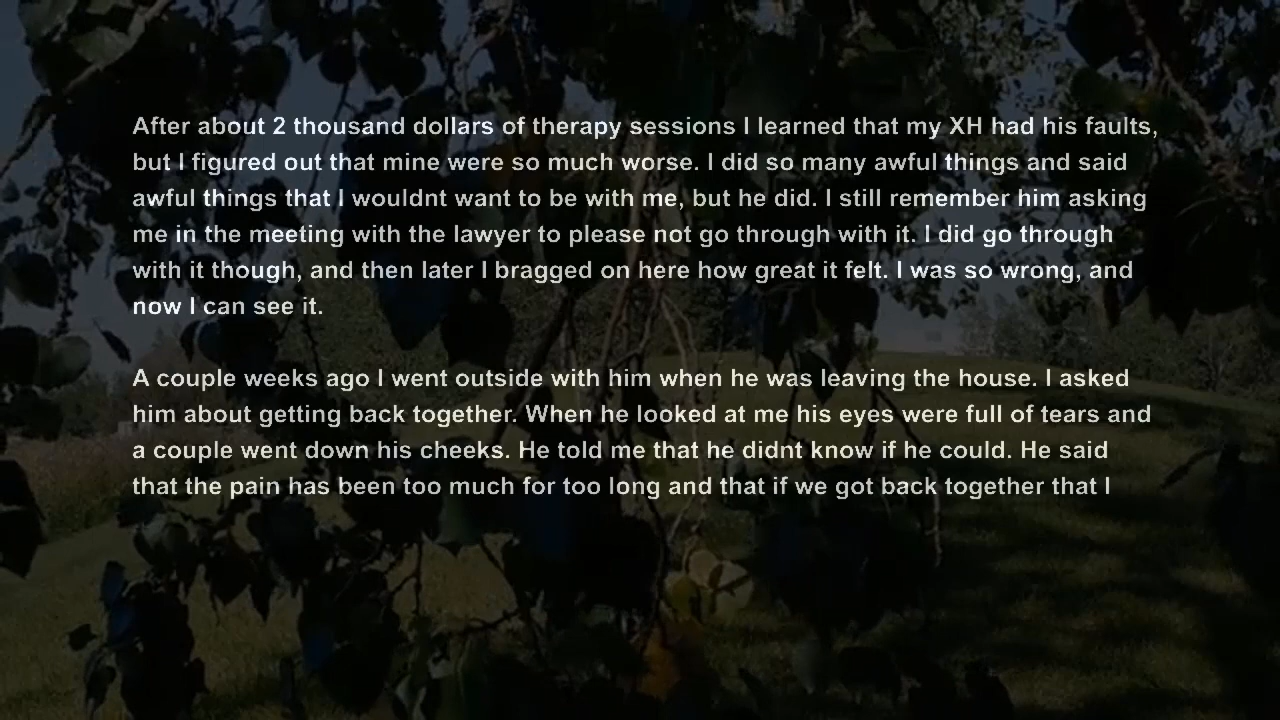 After about 2 thousand dollars of therapy sessions I learned that my XH had his faults,
but I figured out that mine were so much worse. I did so many awful things and said
awful things that I wouldnt want to be with me, but he did. I still remember him asking
me in the meeting with the lawyer to please not go through with it. I did go through
with it though, and then later I bragged on here how great it felt. I was so wrong, and
now I can see it.
A couple weeks ago I went outside with him when he was leaving the house. I asked
him about getting back together. When he looked at me his eyes were full of tears and
a couple went down his cheeks. He told me that he didnt know if he could. He said
that the pain has been too much for too long and that if we got back together that I